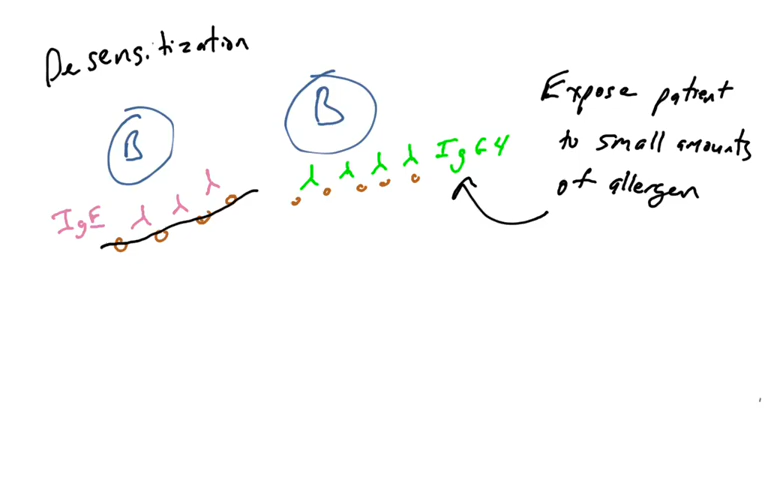 Desensitization
B
B
IgE
IgG4
Expose patient
to small amounts
of allergen